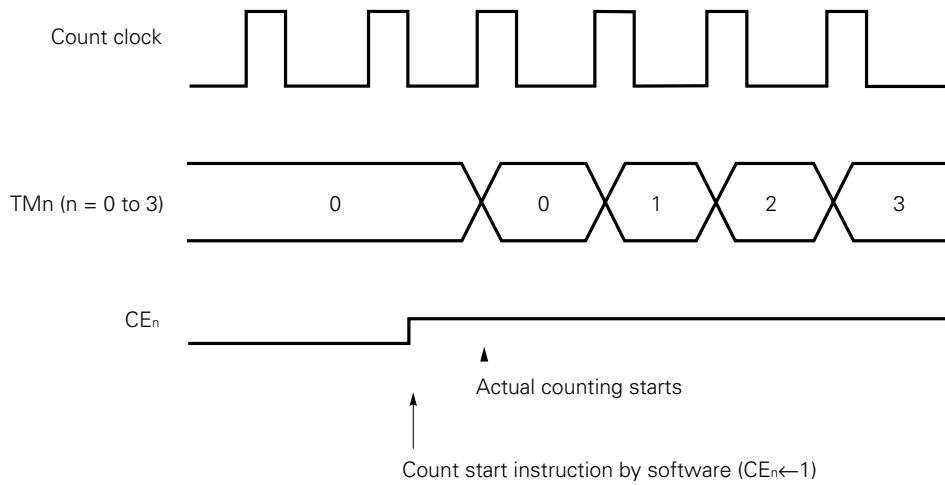 Count clock
TMn (n = 0 to 3)
0
0
1
2
3
CEn
Actual counting starts
Count start instruction by software (CEn←1)